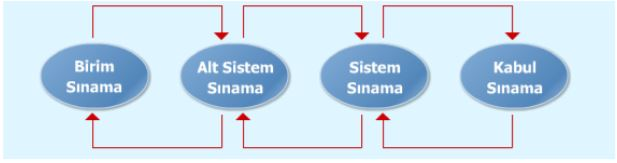 Birim
Sınama
Alt Sistem
Sınama
Sistem
Sınama
Kabul
Sınama